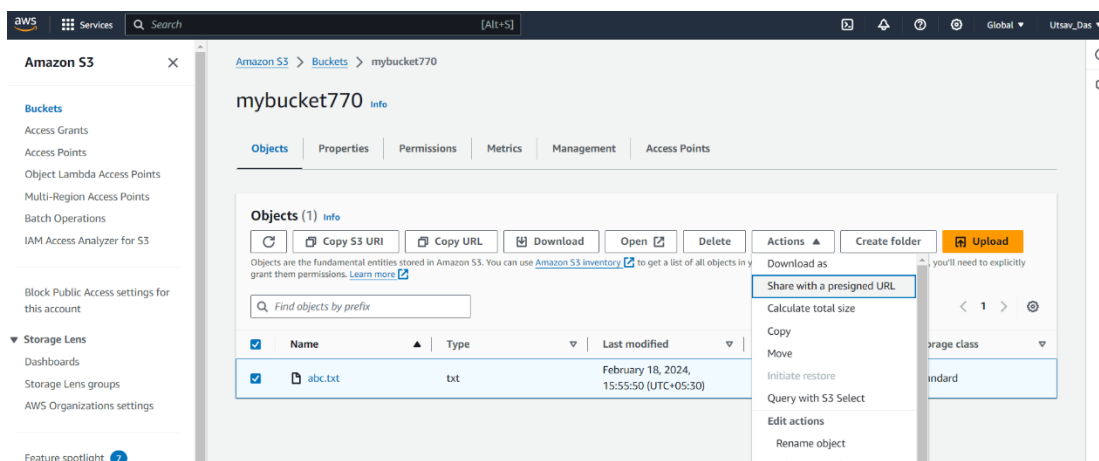 aws Services Search [Alt+S] Global Utsav_Das
Amazon S3
Buckets
Access Grants
Access Points
Object Lambda Access Points
Multi-Region Access Points
Batch Operations
IAM Access Analyzer for S3
Block Public Access settings for
this account
Storage Lens
Dashboards
Storage Lens groups
AWS Organizations settings
Feature spotlight 7
Amazon S3 > Buckets > mybucket770
mybucket770 Info
Objects Properties Permissions Metrics Management Access Points
Objects (1) Info
Copy S3 URI Copy URL Download Open Delete Actions Create folder Upload
Objects are the fundamental entities stored in Amazon S3. You can use Amazon S3 inventory to get a list of all objects in , you'll need to explicitly
grant them permissions. Learn more
Find objects by prefix
< 1 >
Name Type Last modified
abc.txt txt February 18, 2024,
15:55:50 (UTC+05:30)
Download as
Share with a presigned URL
Calculate total size
Copy
Move
Initiate restore
Query with S3 Select
Edit actions
Rename object
class